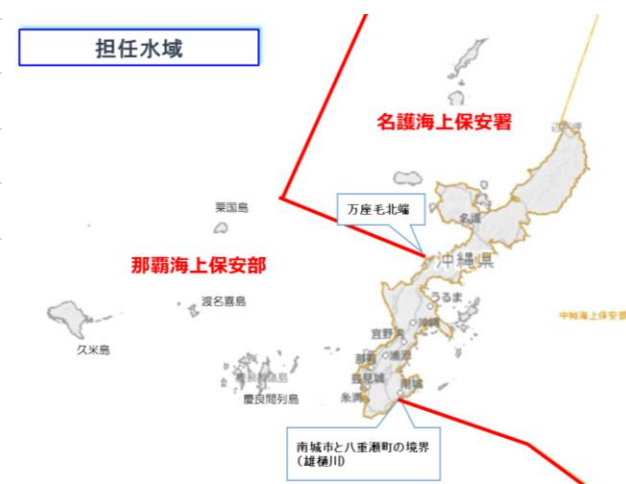 担任水域
名護海上保安署
万座毛北端
名護
粟国島
沖縄県
那覇海上保安部
渡名喜島
うるま
沖縄
中城海上保安署
宜野湾
久米島
那覇
浦添
豊見城
南城
慶良間列島
糸満
南城市と八重瀬町の境界
(雄樋川)